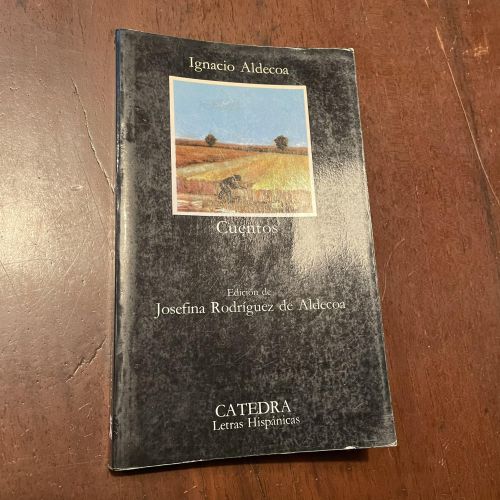 Ignacio Aldecoa
Cuentos
Edición de
Josefina Rodríguez de Aldecoa
CATEDRA
Letras Hispánicas